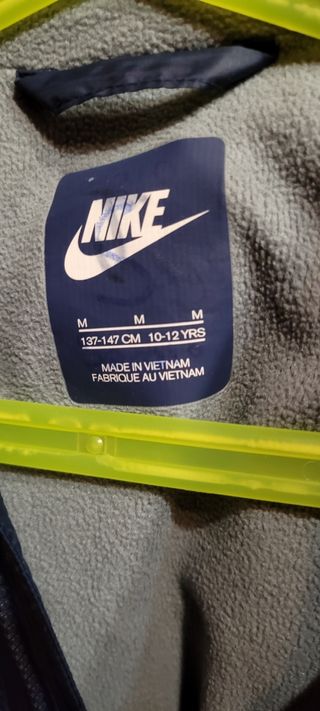 NIKE
M M M
137-147 CM 10-12 YRS
MADE IN VIETNAM
FABRIQUE AU VIETNAM